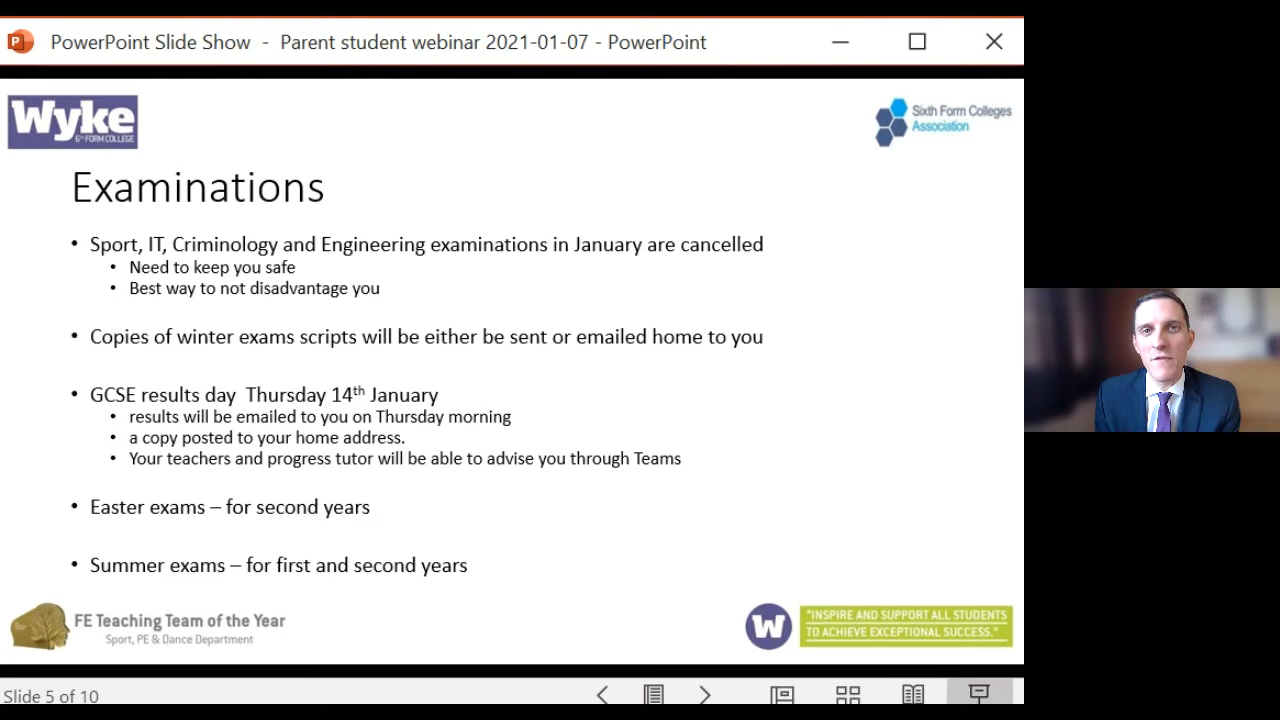 PowerPoint Slide Show - Parent student webinar 2021-01-07 - PowerPoint
Wyke
6TH FORM COLLEGE
Sixth Form Colleges
Association
Examinations
• Sport, IT, Criminology and Engineering examinations in January are cancelled
• Need to keep you safe
• Best way to not disadvantage you
• Copies of winter exams scripts will be either be sent or emailed home to you
• GCSE results day Thursday 14th January
• results will be emailed to you on Thursday morning
• a copy posted to your home address.
• Your teachers and progress tutor will be able to advise you through Teams
• Easter exams – for second years
• Summer exams – for first and second years
FE Teaching Team of the Year
Sport, PE & Dance Department
W
"INSPIRE AND SUPPORT ALL STUDENTS
TO ACHIEVE EXCEPTIONAL SUCCESS."
Slide 5 of 10